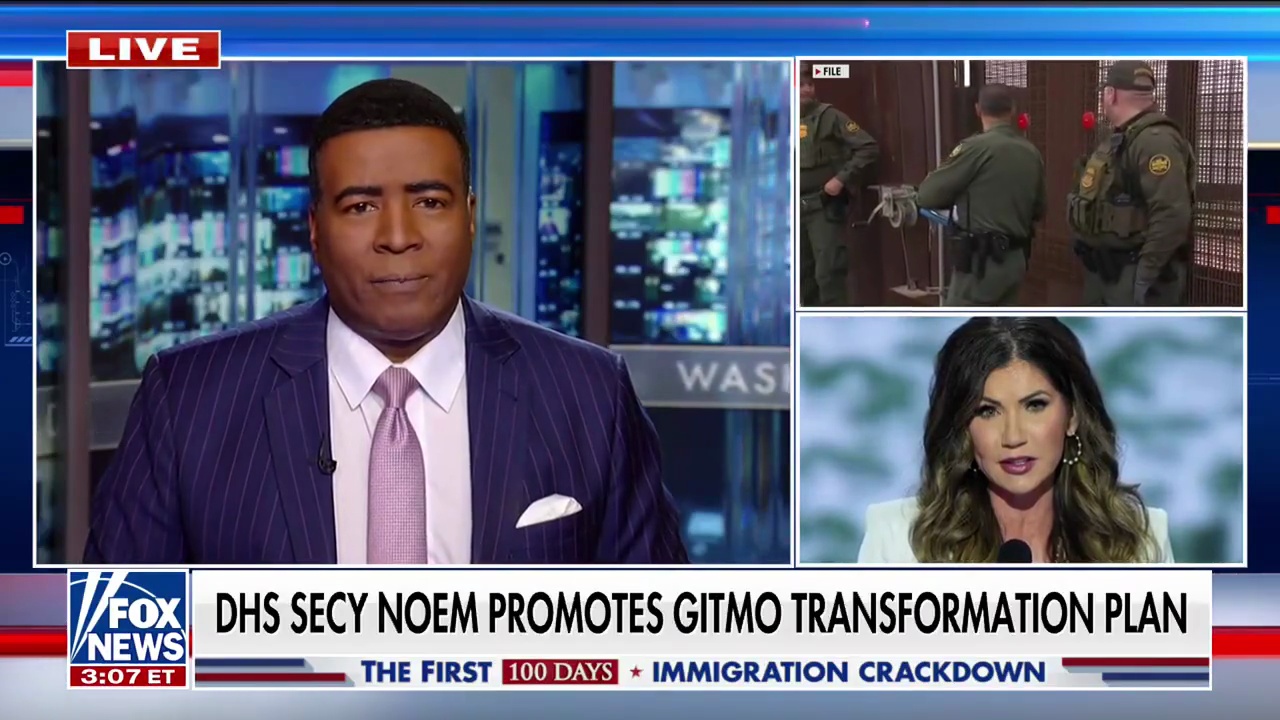 LIVE
FILE
WAS
DHS SECY NOEM PROMOTES GITMO TRANSFORMATION PLAN
FOX
NEWS
3:07 ET
THE FIRST 100 DAYS ★ IMMIGRATION CRACKDOWN